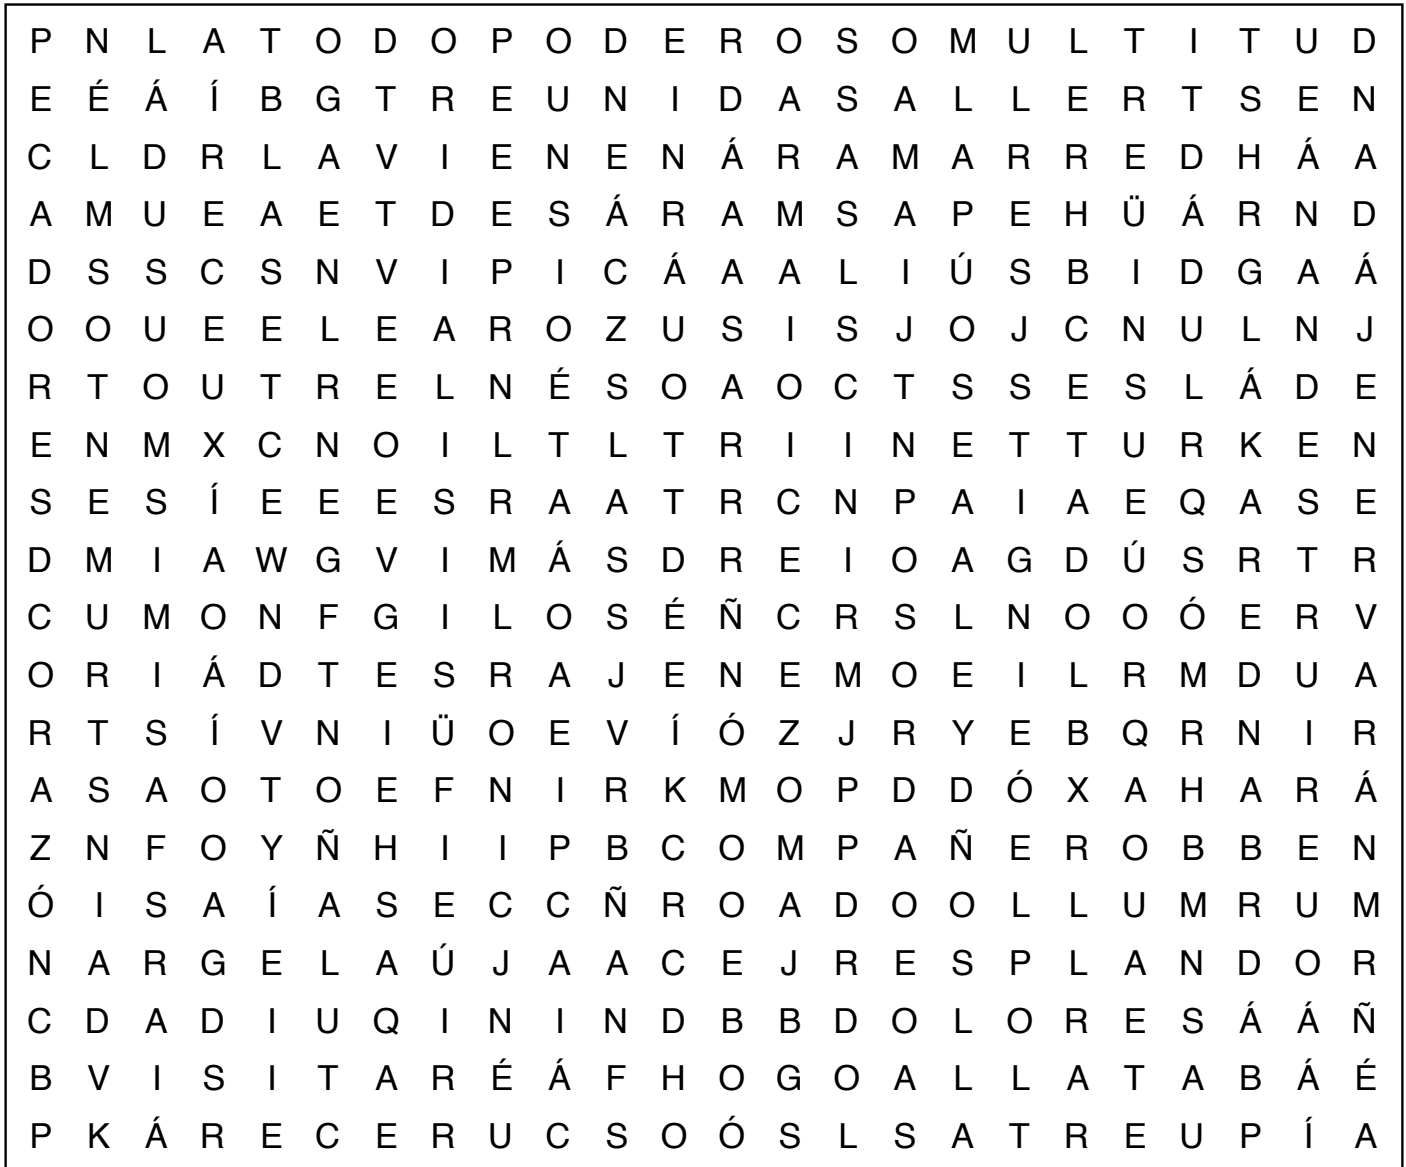 P N L A T O D O P O D E R O S O M U L T I T U D
E É Á Í B G T R E U N I D A S A L L E R T S E N
C L D R L A V I E N E N Á R A M A R R E D H Á A
A M U E A E T D E S Á R A M S A P E H Ü Á R N D
D S S C S N V I P I C Á A A L I Ú S B I D G A Á
O O U E E L E A R O Z U S I S J O J C N U L N J
R T O U T R E L N É S O A O C T S S E S L Á D E
E N M X C N O I L T L T R I I N E T T U R K E N
S E S Í E E E S R A A T R C N P A I A E Q A S E
D M I A W G V I M Á S D R E I O A G D Ú S R T R
C U M O N F G I L O S É Ñ C R S L N O O Ó E R V
O R I Á D T E S R A J E N E M O E I L R M D U A
R T S Í V N I Ü O E V Í Ó Z J R Y E B Q R N I R
A S A O T O E F N I R K M O P D D Ó X A H A R Á
Z N F O Y Ñ H I I P B C O M P A Ñ E R O B B E N
Ó I S A Í A S E C C Ñ R O A D O O L L U M R U M
N A R G E L A Ú J A A C E J R E S P L A N D O R
C D A D I U Q I N I N D B B D O L O R E S Á Á Ñ
B V I S I T A R É Á F H O G O A L L A T A B Á É
P K Á R E C E R U C S O Ó S L S A T R E U P Í A